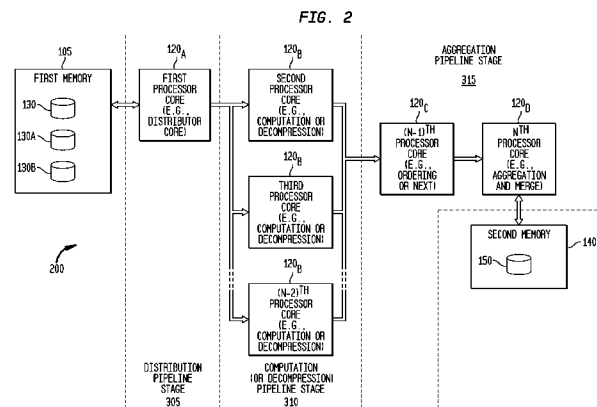 FIG. 2
105
FIRST MEMORY
130
130A
130B
200
120A
FIRST
PROCESSOR
CORE
(E.G.,
DISTRIBUTOR
CORE)
DISTRIBUTION
PIPELINE
STAGE
305
120B
SECOND
PROCESSOR
CORE
(E.G.,
COMPUTATION OR
DECOMPRESSION)
120B
THIRD
PROCESSOR
CORE
(E.G.,
COMPUTATION OR
DECOMPRESSION)
120B
(N-2)TH
PROCESSOR
CORE
(E.G.,
COMPUTATION OR
DECOMPRESSION)
COMPUTATION
(OR DECOMPRESSION)
PIPELINE STAGE
310
AGGREGATION
PIPELINE STAGE
315
120C
(N-1)TH
PROCESSOR
CORE
(E.G.,
ORDERING
OR NEXT)
120D
NTH
PROCESSOR
CORE
(E.G.,
AGGREGATION
AND MERGE)
SECOND MEMORY
150
140